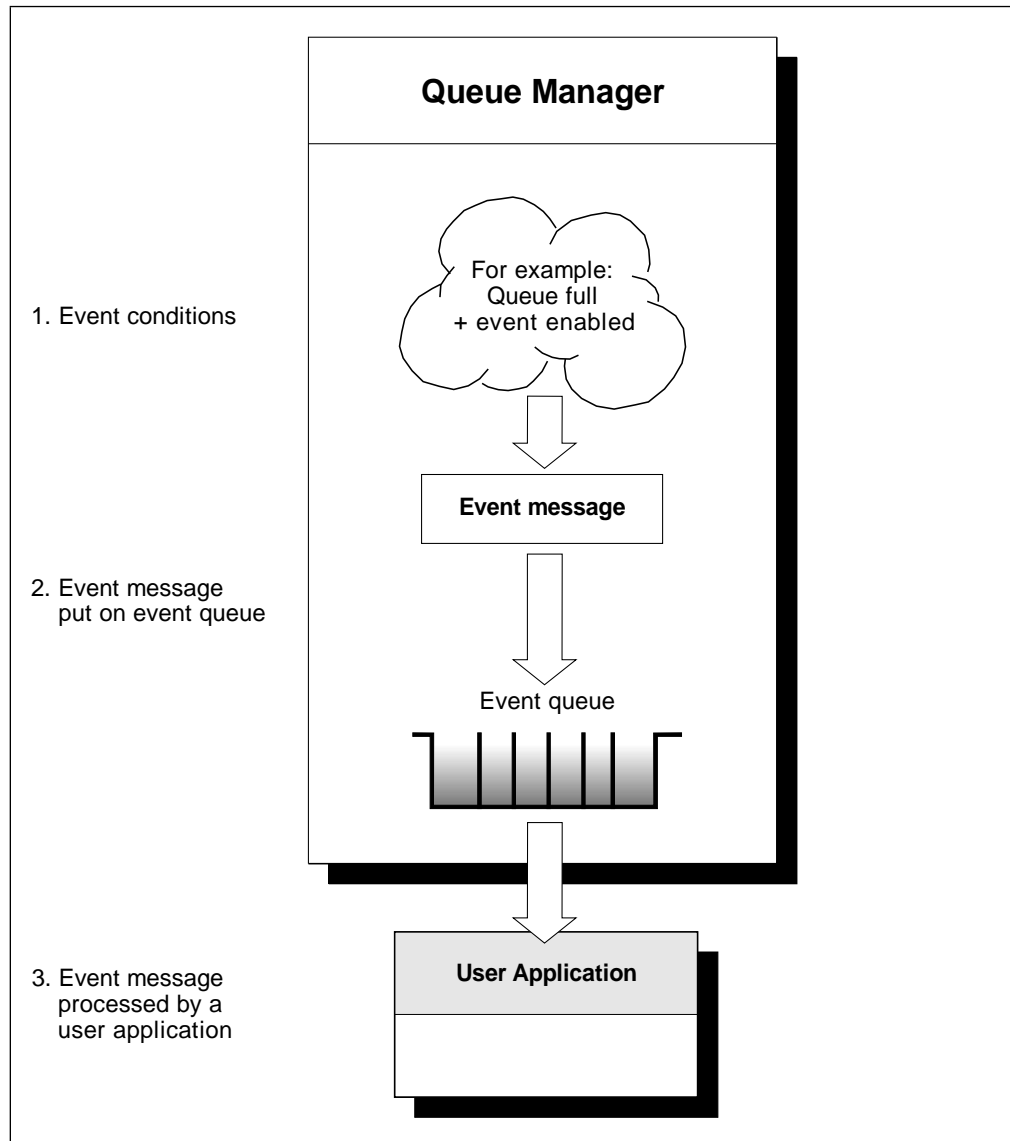 Queue Manager
For example:
Queue full
+ event enabled
1. Event conditions
Event message
2. Event message
put on event queue
Event queue
User Application
3. Event message
processed by a
user application